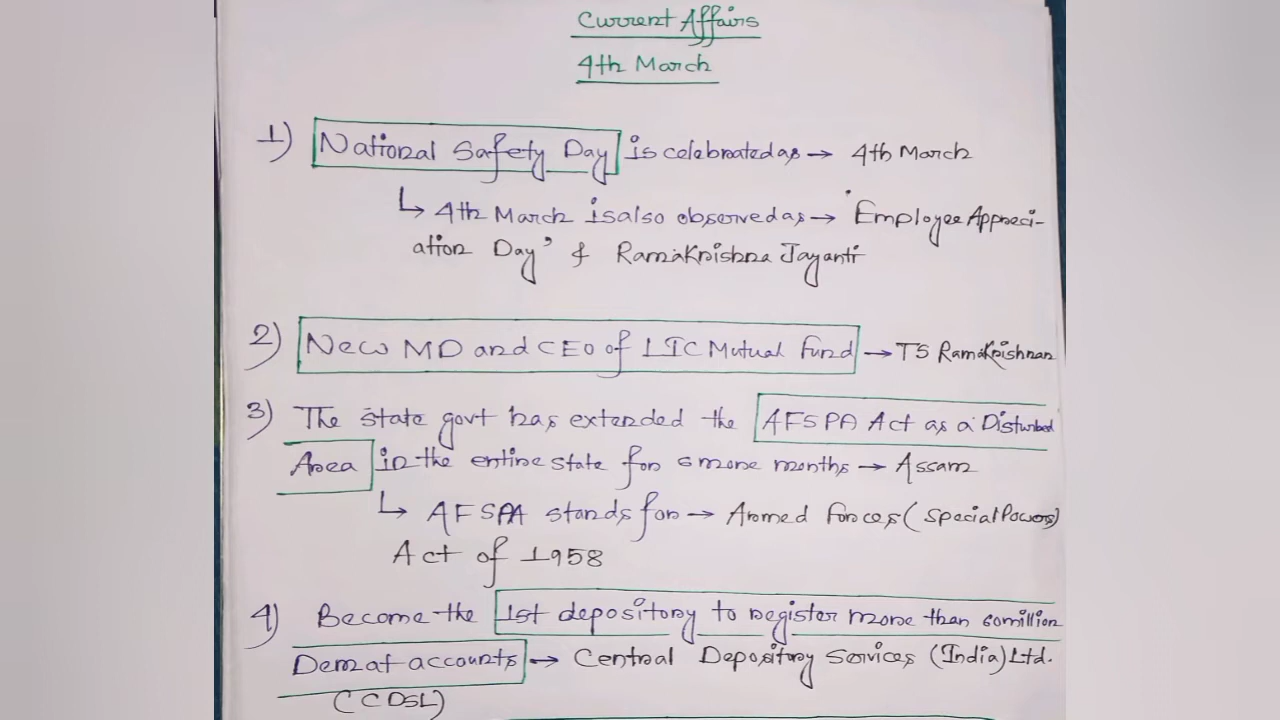 Current Affairs
4th March
1) National Safety Day is celebrated as → 4th March
↳ 4th March is also observed as → 'Employee Appreci-
ation Day' & Ramakrishna Jayanti
2) New MD and CEO of LIC Mutual Fund → TS Ramakrishnan
3) The state govt has extended the AFSPA Act as a Disturbed
Area in the entire state for 6 more months → Assam
↳ AFSPA stands for → Armed Forces (Special Powers)
Act of 1958
4) Become the 1st depository to register more than 60million
Demat accounts → Central Depository Services (India) Ltd.
(CCDSL)